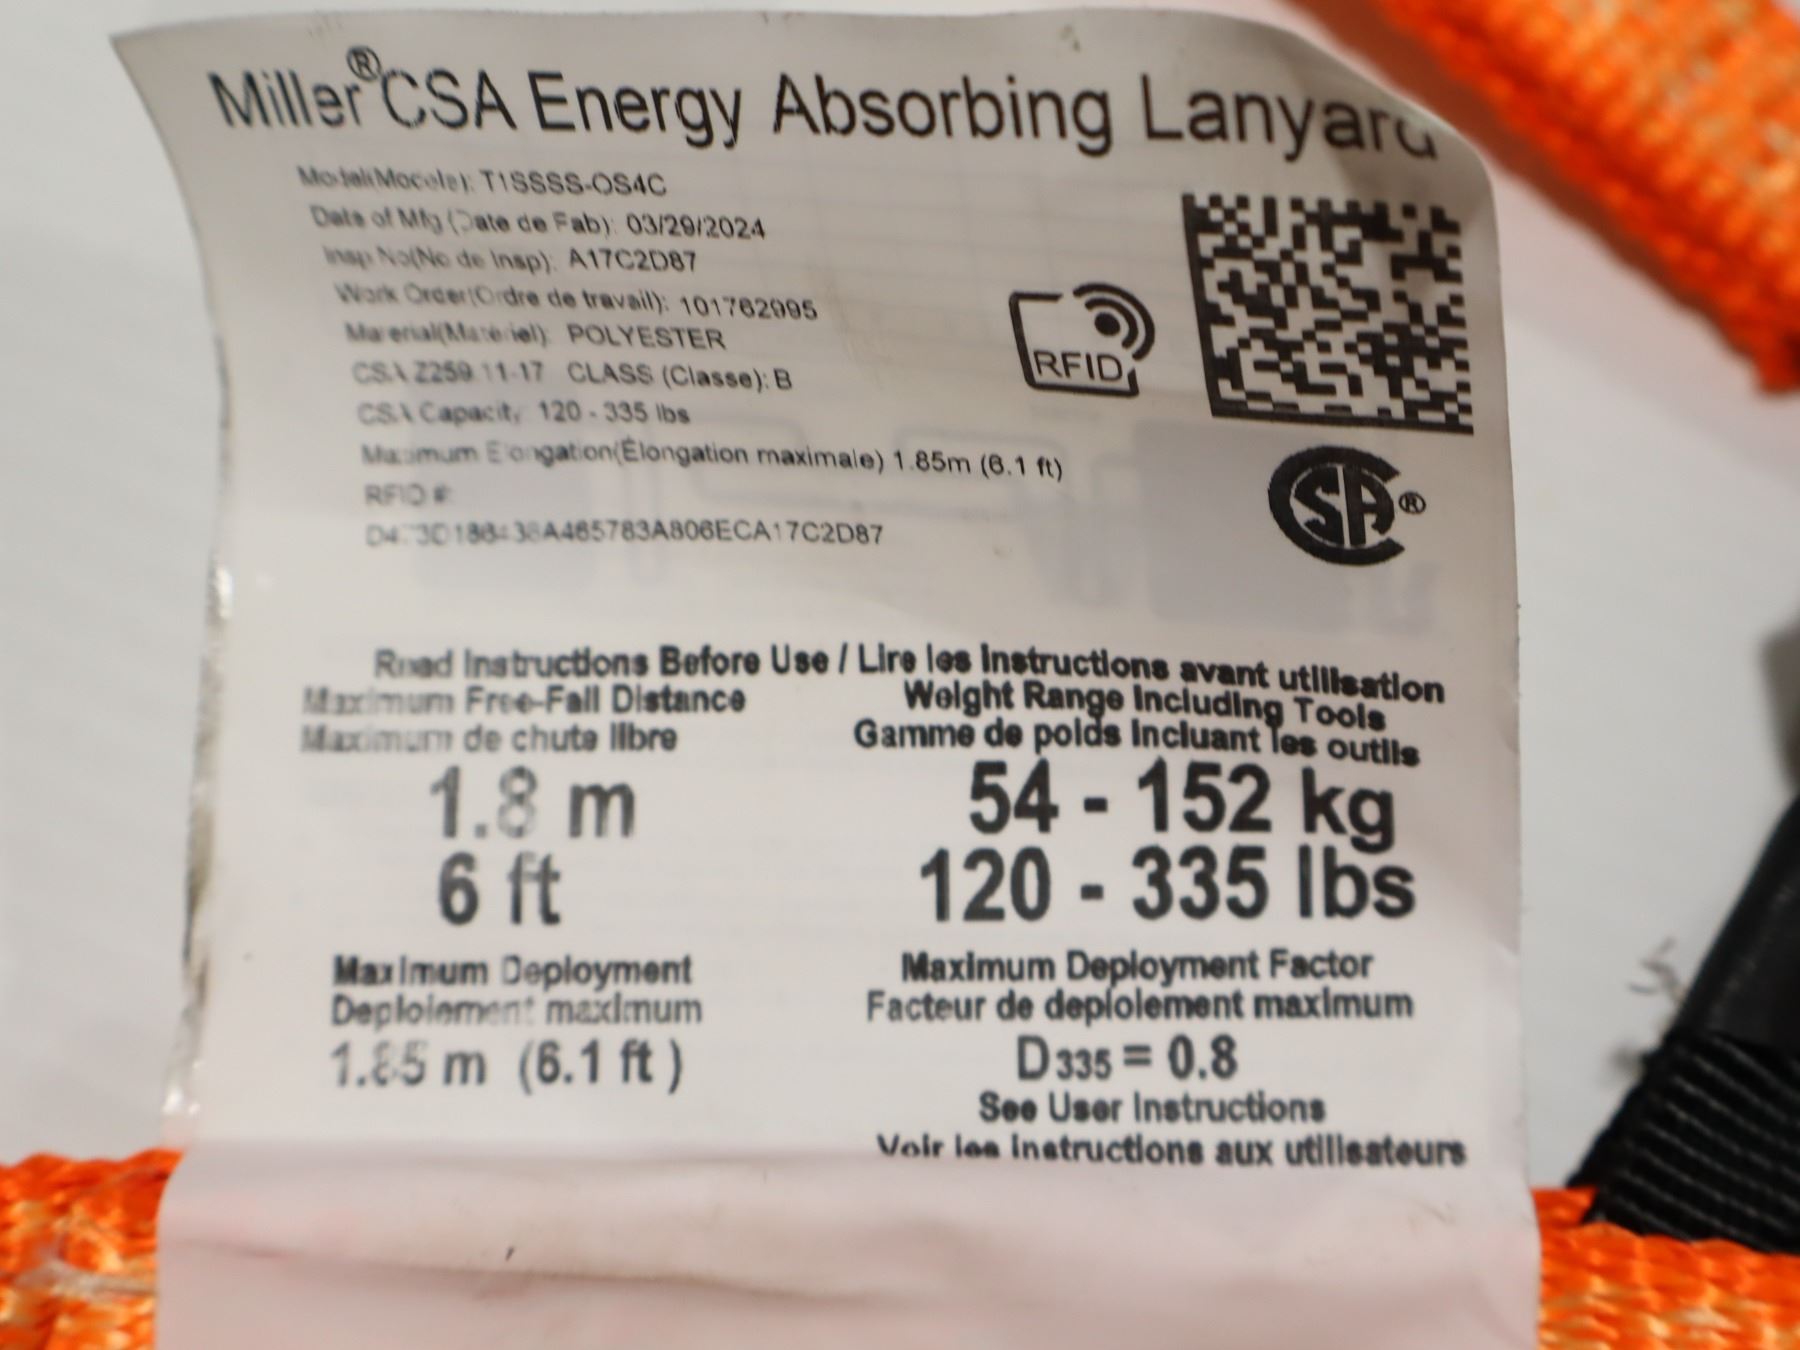 Miller® CSA Energy Absorbing Lanyard
Model(Modele): T1SSSS-OS4C
Date of Mfg (Date de Fab): 03/29/2024
Insp No(No de Insp): A17C2D87
Work Order(Ordre de travail): 101762995
Material(Matériel): POLYESTER
CSA Z259.11-17 CLASS (Classe): B
CSA Capacity 120 - 335 lbs
Maximum Elongation(Élongation maximale) 1.85m (6.1 ft)
RFID #:
RFID
CSA®
Read Instructions Before Use / Lire les Instructions avant utilisation
Maximum Free-Fall Distance
Maximum de chute libre
1.8 m
6 ft
Weight Range Including Tools
Gamme de poids Incluant les outils
54 - 152 kg
120 - 335 lbs
Maximum Deployment
Deploiement maximum
1.85 m (6.1 ft )
Maximum Deployment Factor
Facteur de deploiement maximum
D335 = 0.8
See User Instructions
Voir les instructions aux utilisateurs